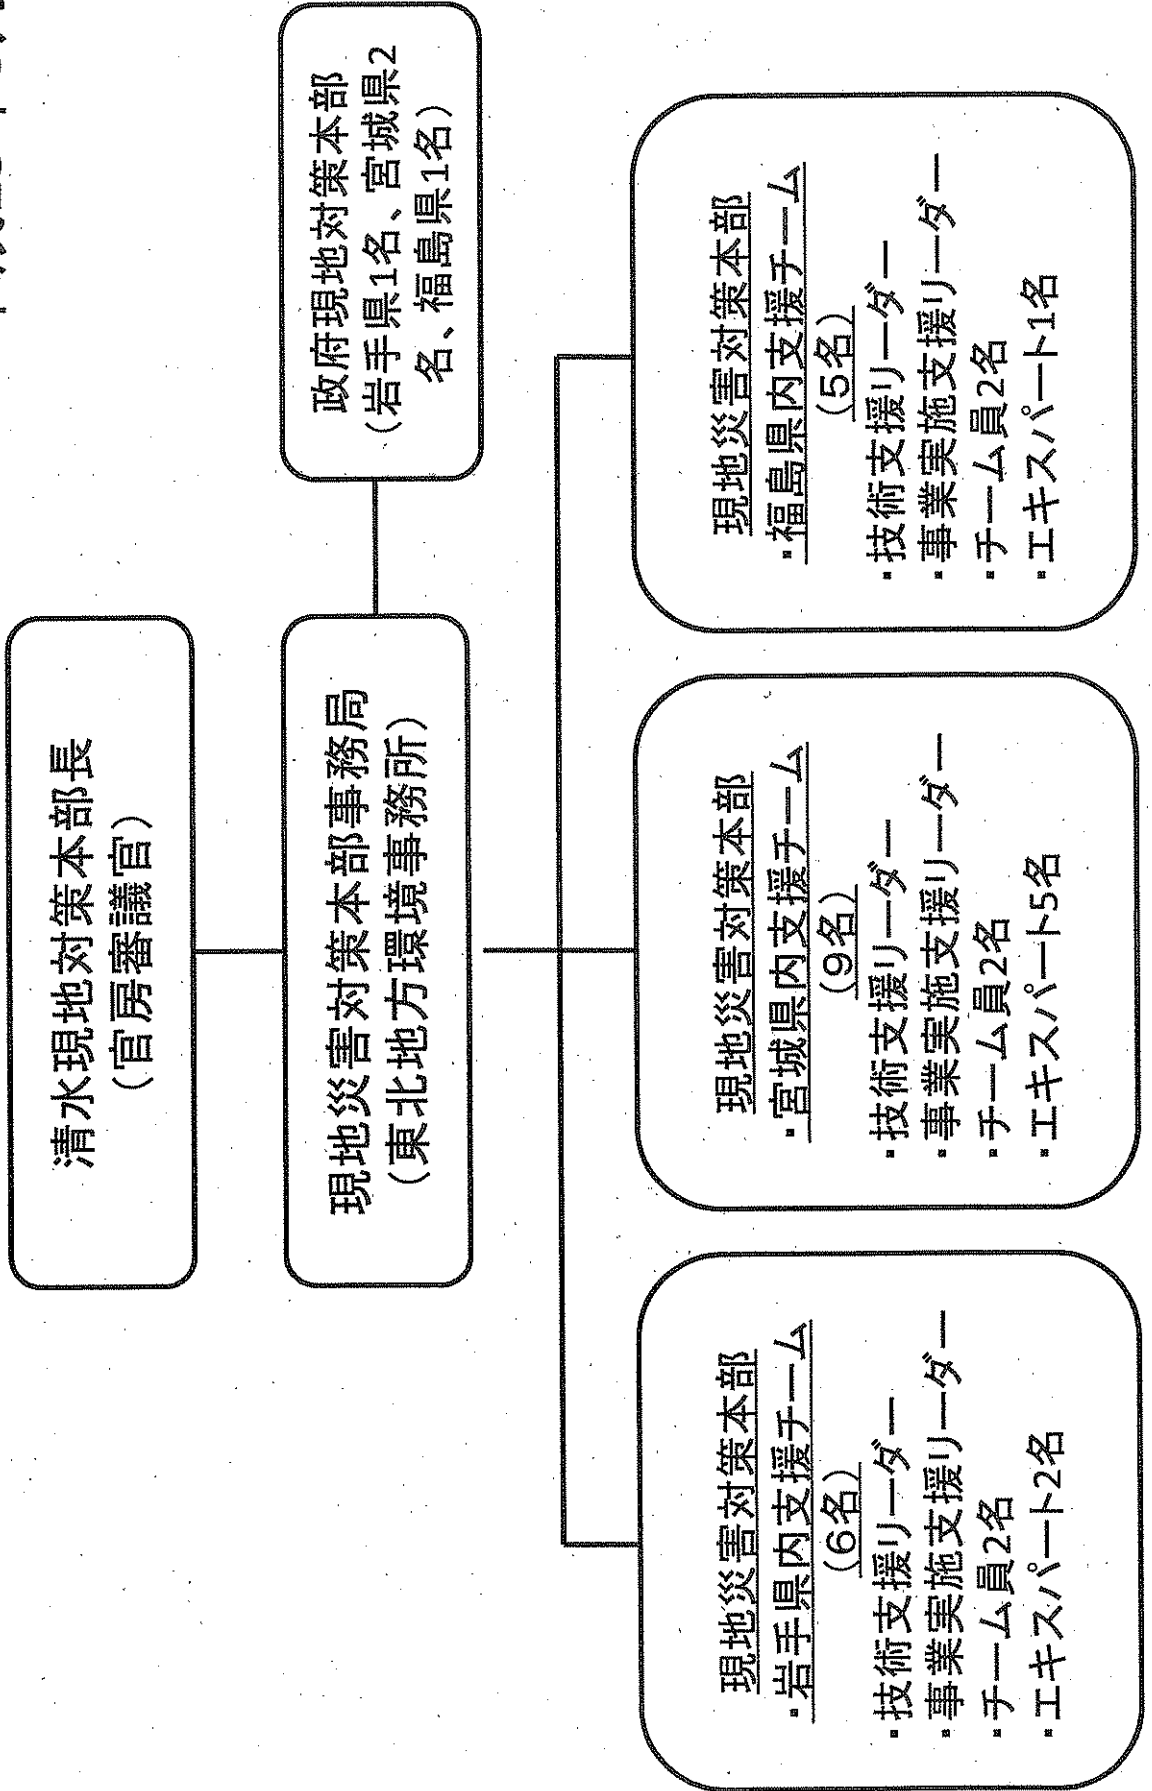 清水現地対策本部長
（官房審議官）
現地災害対策本部事務局
（東北地方環境事務所）
政府現地対策本部
（岩手県1名、宮城県2
名、福島県1名）
現地災害対策本部
・岩手県内支援チーム
（6名）
・技術支援リーダー
・事業実施支援リーダー
・チーム員2名
・エキスパート2名
現地災害対策本部
・宮城県内支援チーム
（9名）
・技術支援リーダー
・事業実施支援リーダー
・チーム員2名
・エキスパート5名
現地災害対策本部
・福島県内支援チーム
（5名）
・技術支援リーダー
・事業実施支援リーダー
・チーム員2名
・エキスパート1名